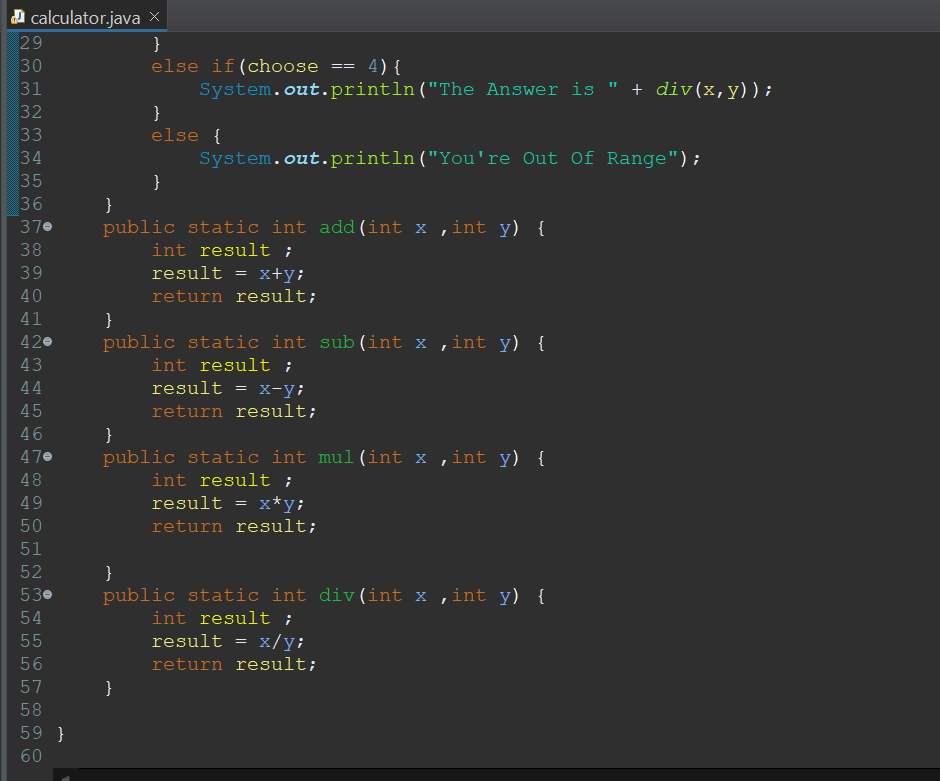 calculator.java
29 }
30 else if(choose == 4){
31 System.out.println("The Answer is " + div(x,y));
32 }
33 else {
34 System.out.println("You're Out Of Range");
35 }
36 }
37 public static int add(int x ,int y) {
38 int result ;
39 result = x+y;
40 return result;
41 }
42 public static int sub(int x ,int y) {
43 int result ;
44 result = x-y;
45 return result;
46 }
47 public static int mul(int x ,int y) {
48 int result ;
49 result = x*y;
50 return result;
51
52 }
53 public static int div(int x ,int y) {
54 int result ;
55 result = x/y;
56 return result;
57 }
58
59 }
60